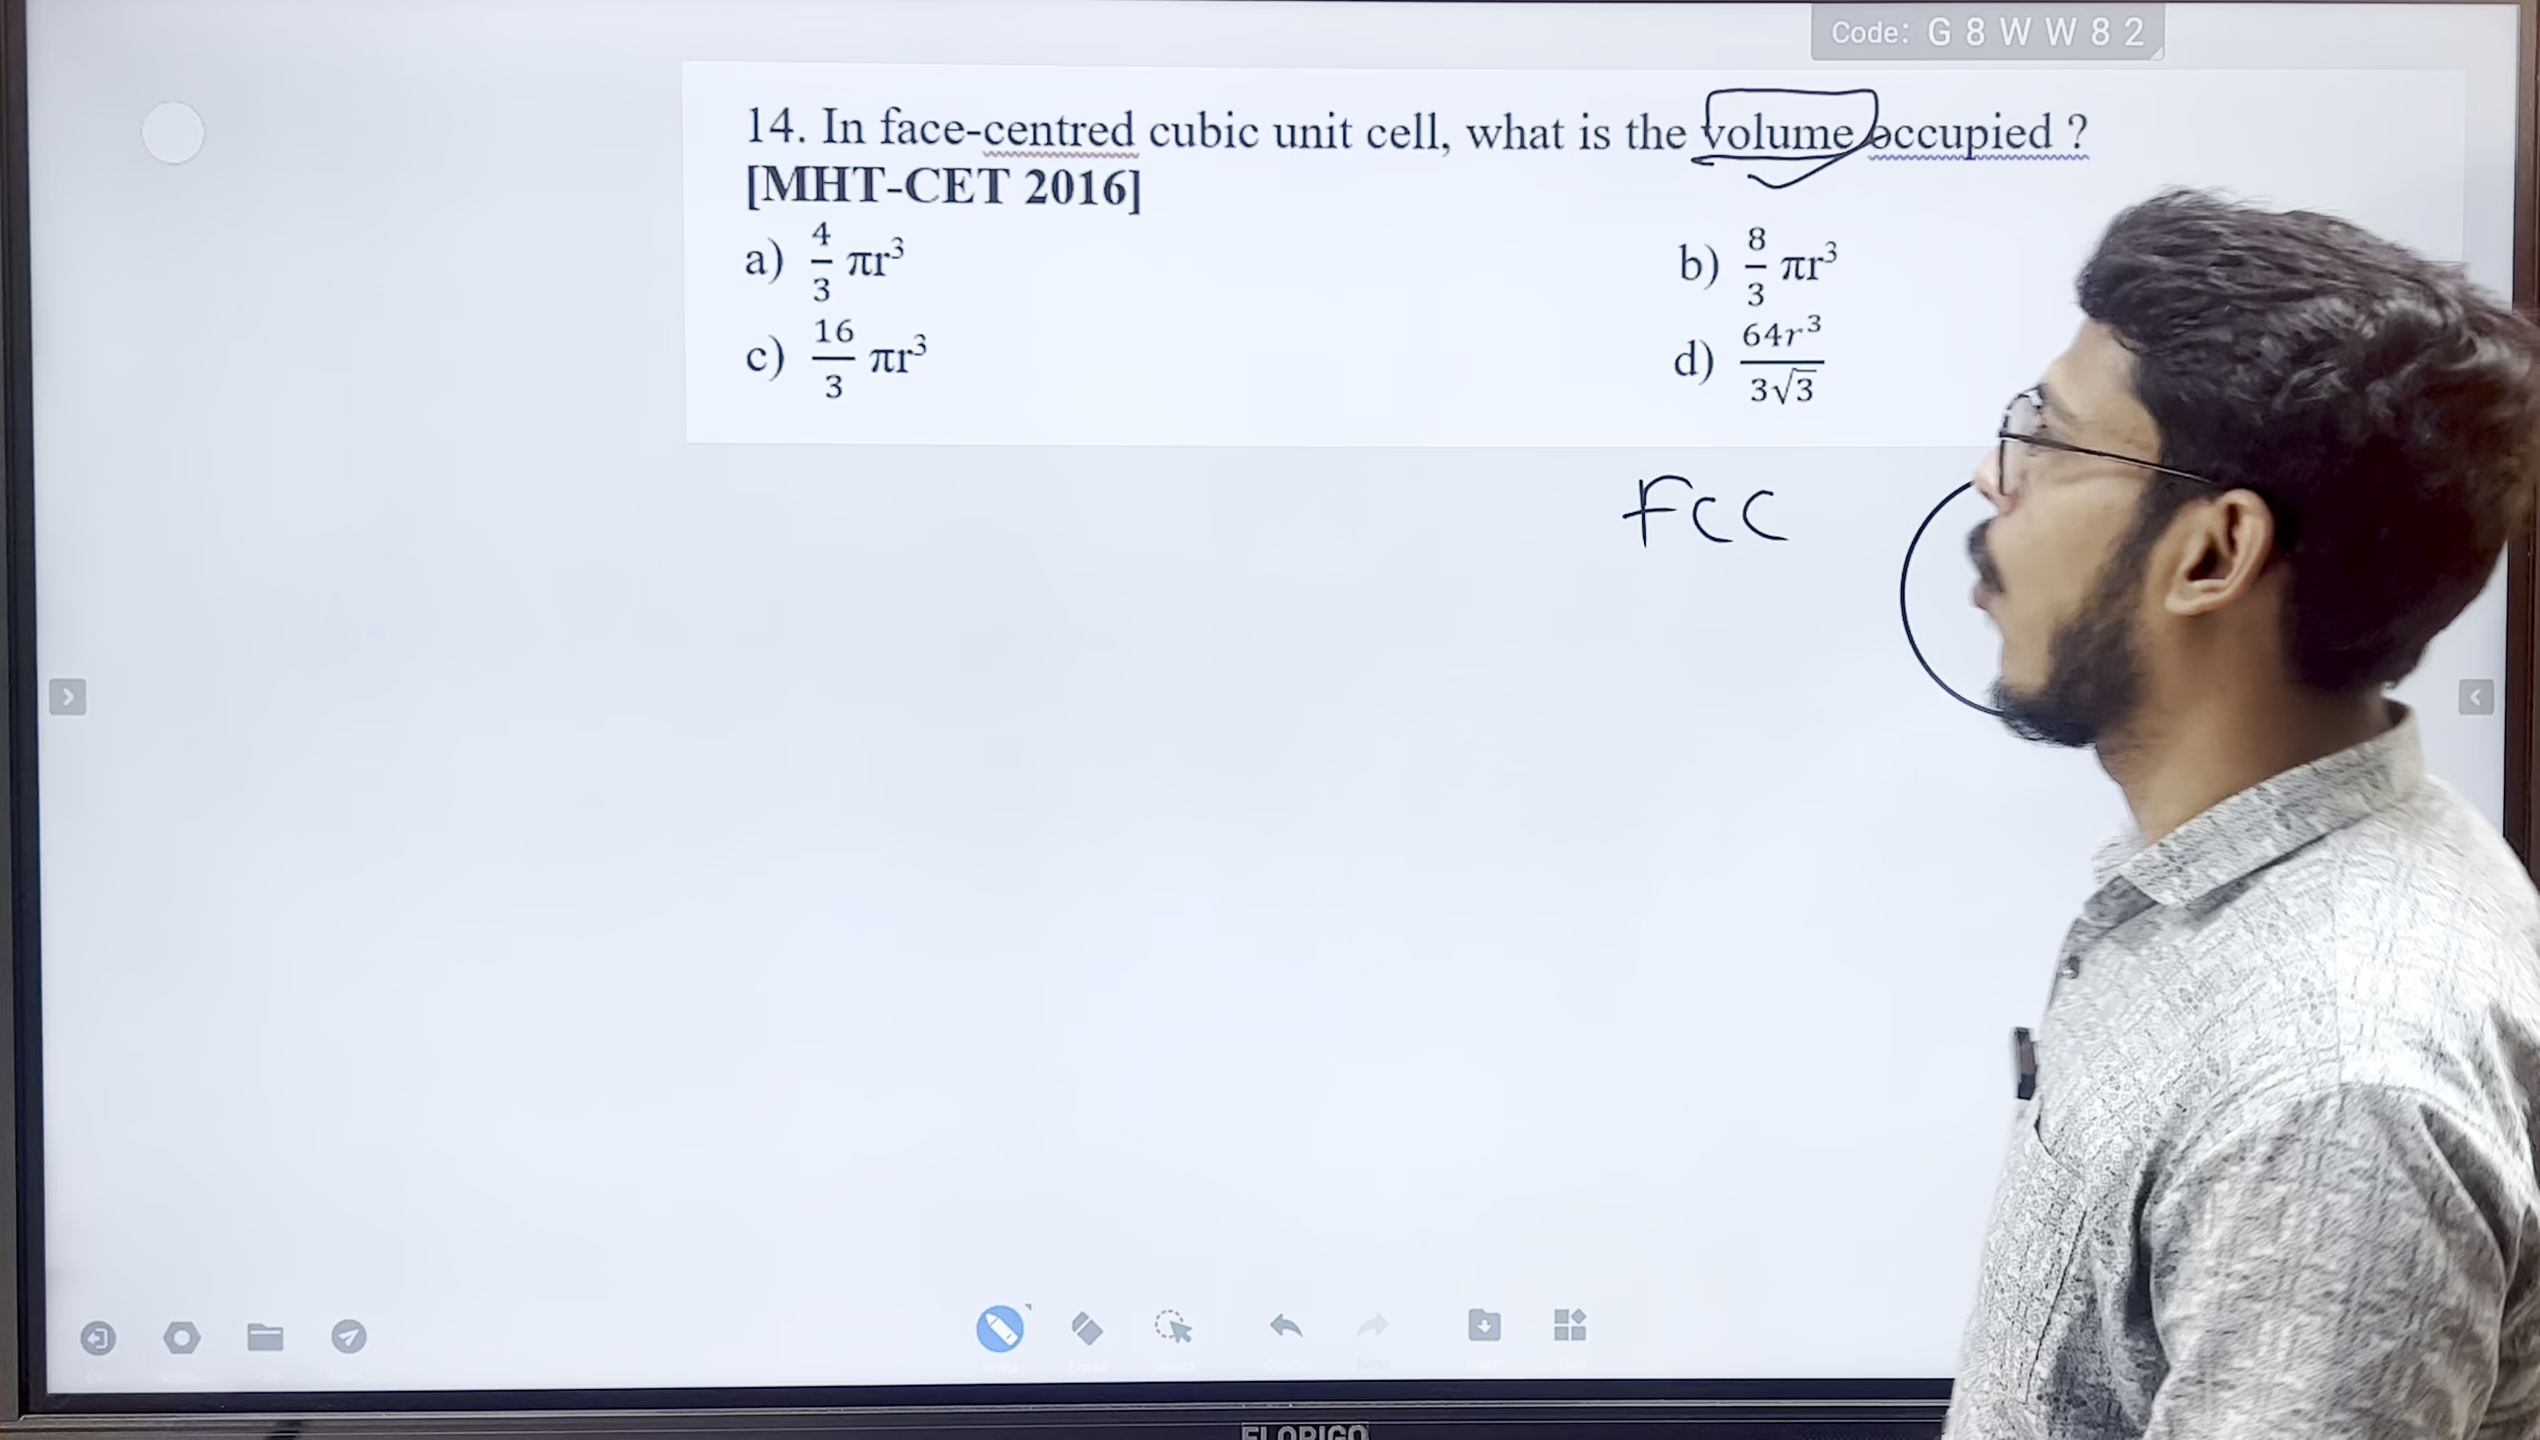 Code: G 8 W W 8 2
14. In face-centred cubic unit cell, what is the volume occupied ?
[MHT-CET 2016]
a) 4/3 πr³
b) 8/3 πr³
c) 16/3 πr³
d) 64r³/3√3
FCC